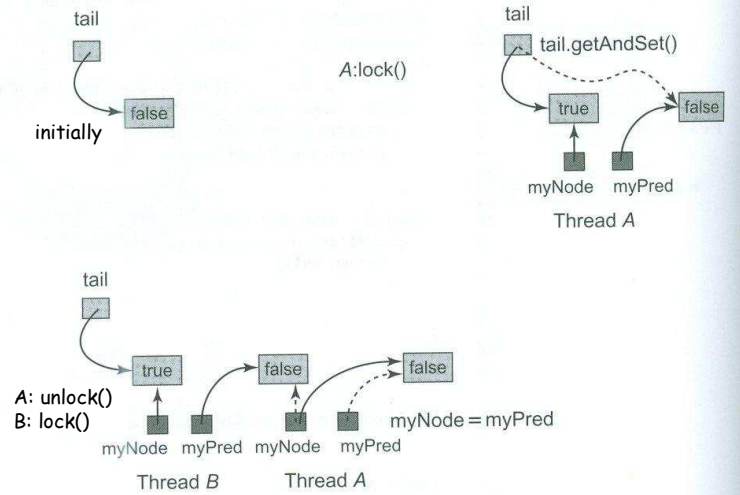 tail
false
initially
A:lock()
tail
tail.getAndSet()
true
false
myNode
myPred
Thread A
tail
true
false
false
A: unlock()
B: lock()
myNode
myPred
myNode
myPred
myNode=myPred
Thread B
Thread A